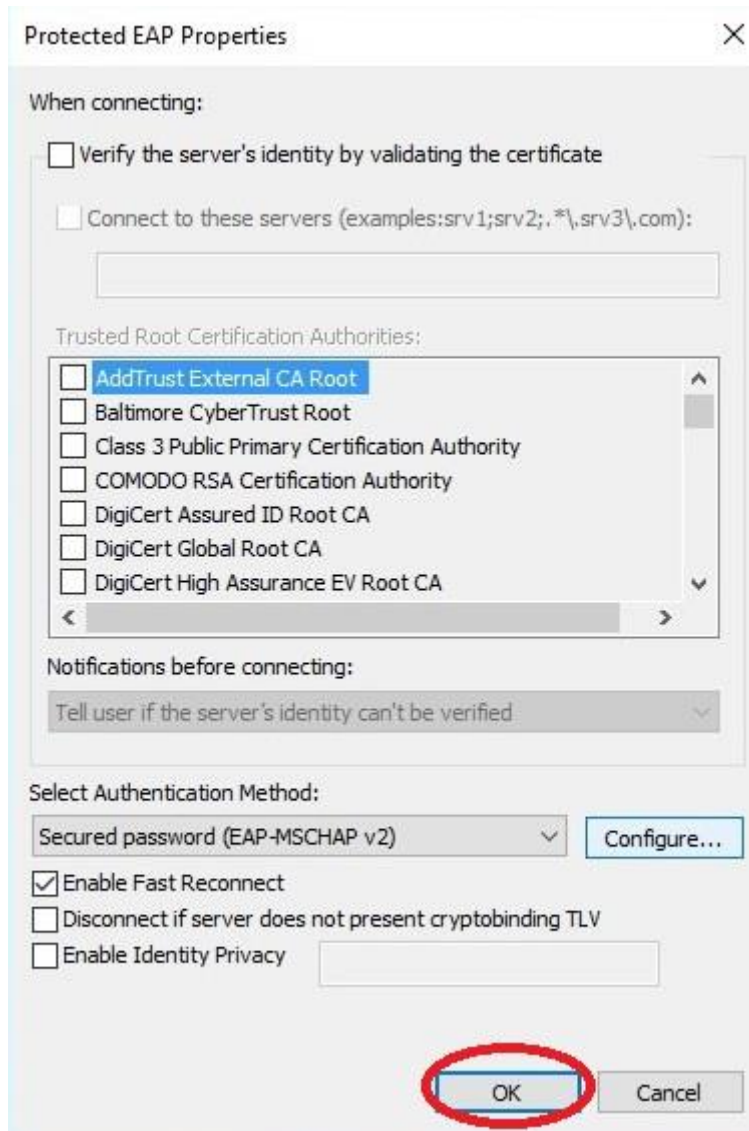 Protected EAP Properties
When connecting:
Verify the server's identity by validating the certificate
Connect to these servers (examples:srv1;srv2;.*\.srv3\.com):
Trusted Root Certification Authorities:
AddTrust External CA Root
Baltimore CyberTrust Root
Class 3 Public Primary Certification Authority
COMODO RSA Certification Authority
DigiCert Assured ID Root CA
DigiCert Global Root CA
DigiCert High Assurance EV Root CA
Notifications before connecting:
Tell user if the server's identity can't be verified
Select Authentication Method:
Secured password (EAP-MSCHAP v2) Configure...
Enable Fast Reconnect
Disconnect if server does not present cryptobinding TLV
Enable Identity Privacy
OK Cancel